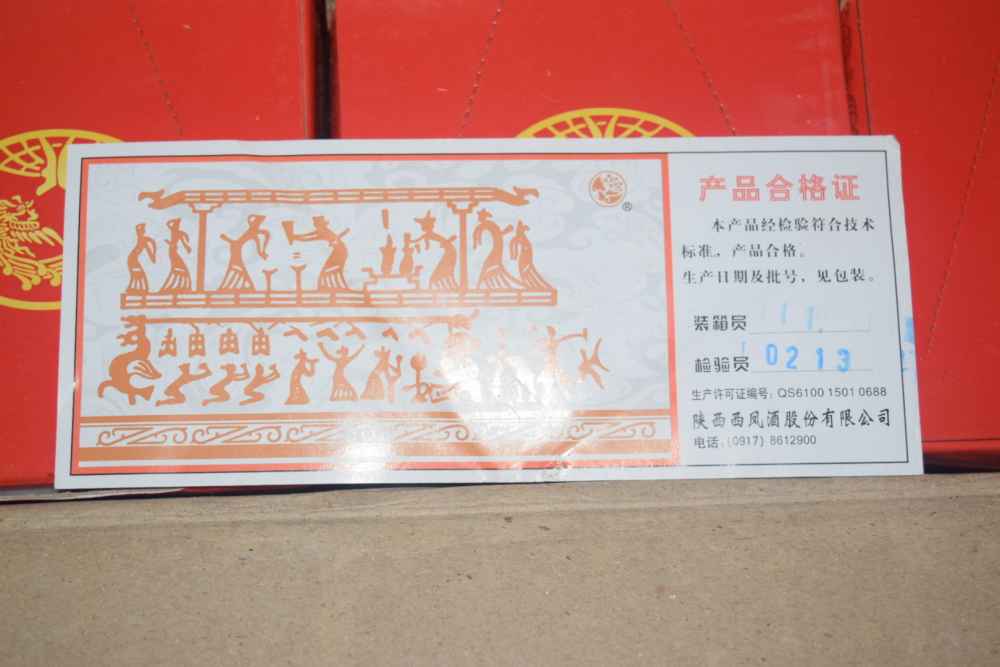 ®
产品合格证
本产品经检验符合技术
标准，产品合格。
生产日期及批号，见包装。
装箱员 11
检验员 0213
生产许可证编号：QS6100 1501 0688
陕西西凤酒股份有限公司
电话：(0917) 8612900